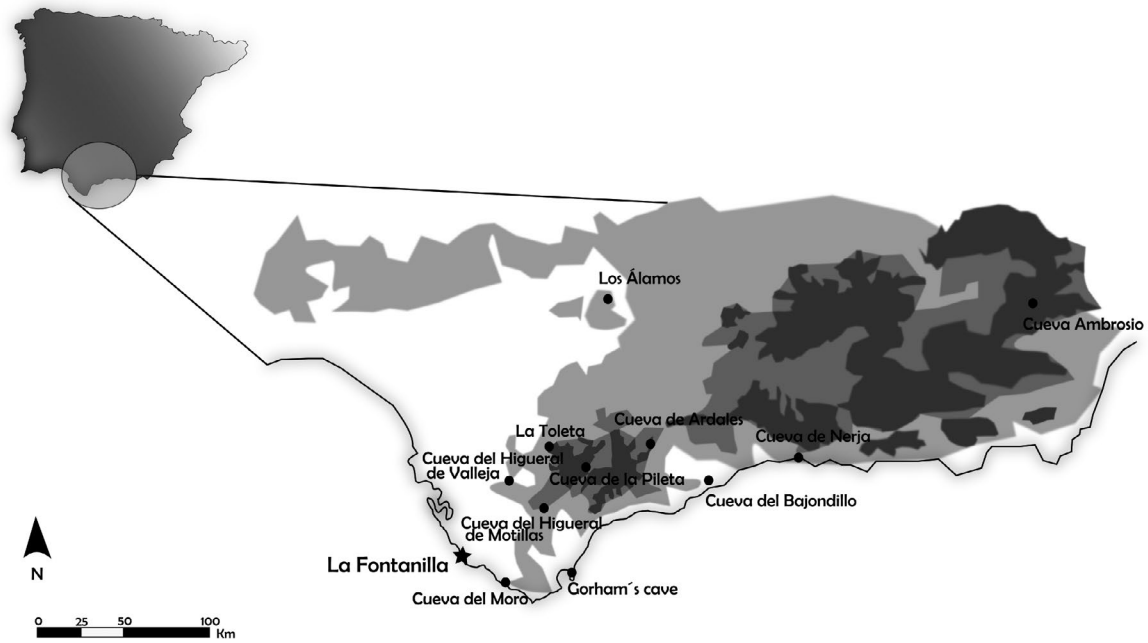 Los Álamos
Cueva Ambrosio
Cueva de Ardales
La Toleta
Cueva de Nerja
Cueva del Higueral
de Valleja
Cueva de la Pileta
Cueva del Bajondillo
Cueva del Higueral
de Motillas
La Fontanilla
N
Gorham´s cave
Cueva del Moro
0 25 50 100
Km